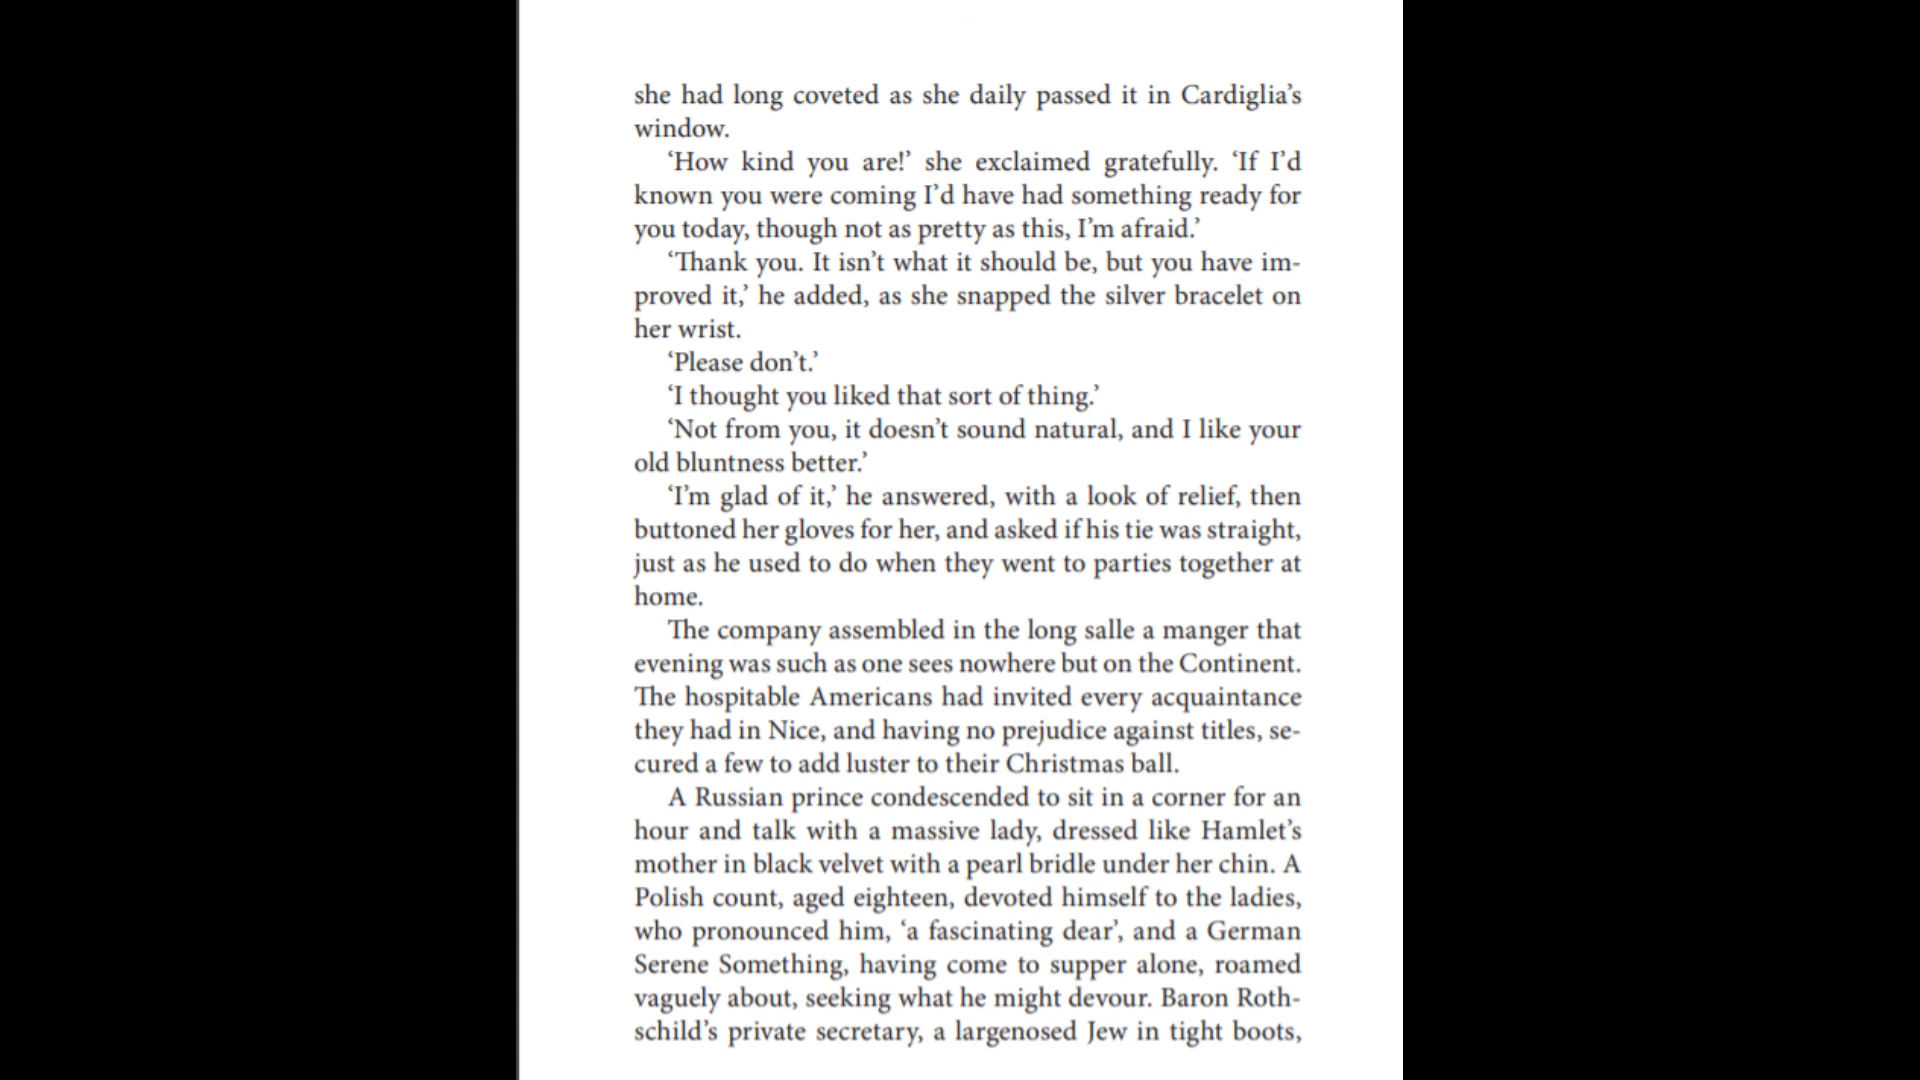 she had long coveted as she daily passed it in Cardiglia’s
window.
‘How kind you are!’ she exclaimed gratefully. ‘If I’d
known you were coming I’d have had something ready for
you today, though not as pretty as this, I’m afraid.’
‘Thank you. It isn’t what it should be, but you have im-
proved it,’ he added, as she snapped the silver bracelet on
her wrist.
‘Please don’t.’
‘I thought you liked that sort of thing.’
‘Not from you, it doesn’t sound natural, and I like your
old bluntness better.’
‘I’m glad of it,’ he answered, with a look of relief, then
buttoned her gloves for her, and asked if his tie was straight,
just as he used to do when they went to parties together at
home.
The company assembled in the long salle a manger that
evening was such as one sees nowhere but on the Continent.
The hospitable Americans had invited every acquaintance
they had in Nice, and having no prejudice against titles, se-
cured a few to add luster to their Christmas ball.
A Russian prince condescended to sit in a corner for an
hour and talk with a massive lady, dressed like Hamlet’s
mother in black velvet with a pearl bridle under her chin. A
Polish count, aged eighteen, devoted himself to the ladies,
who pronounced him, ‘a fascinating dear’, and a German
Serene Something, having come to supper alone, roamed
vaguely about, seeking what he might devour. Baron Roth-
schild’s private secretary, a largenosed Jew in tight boots,